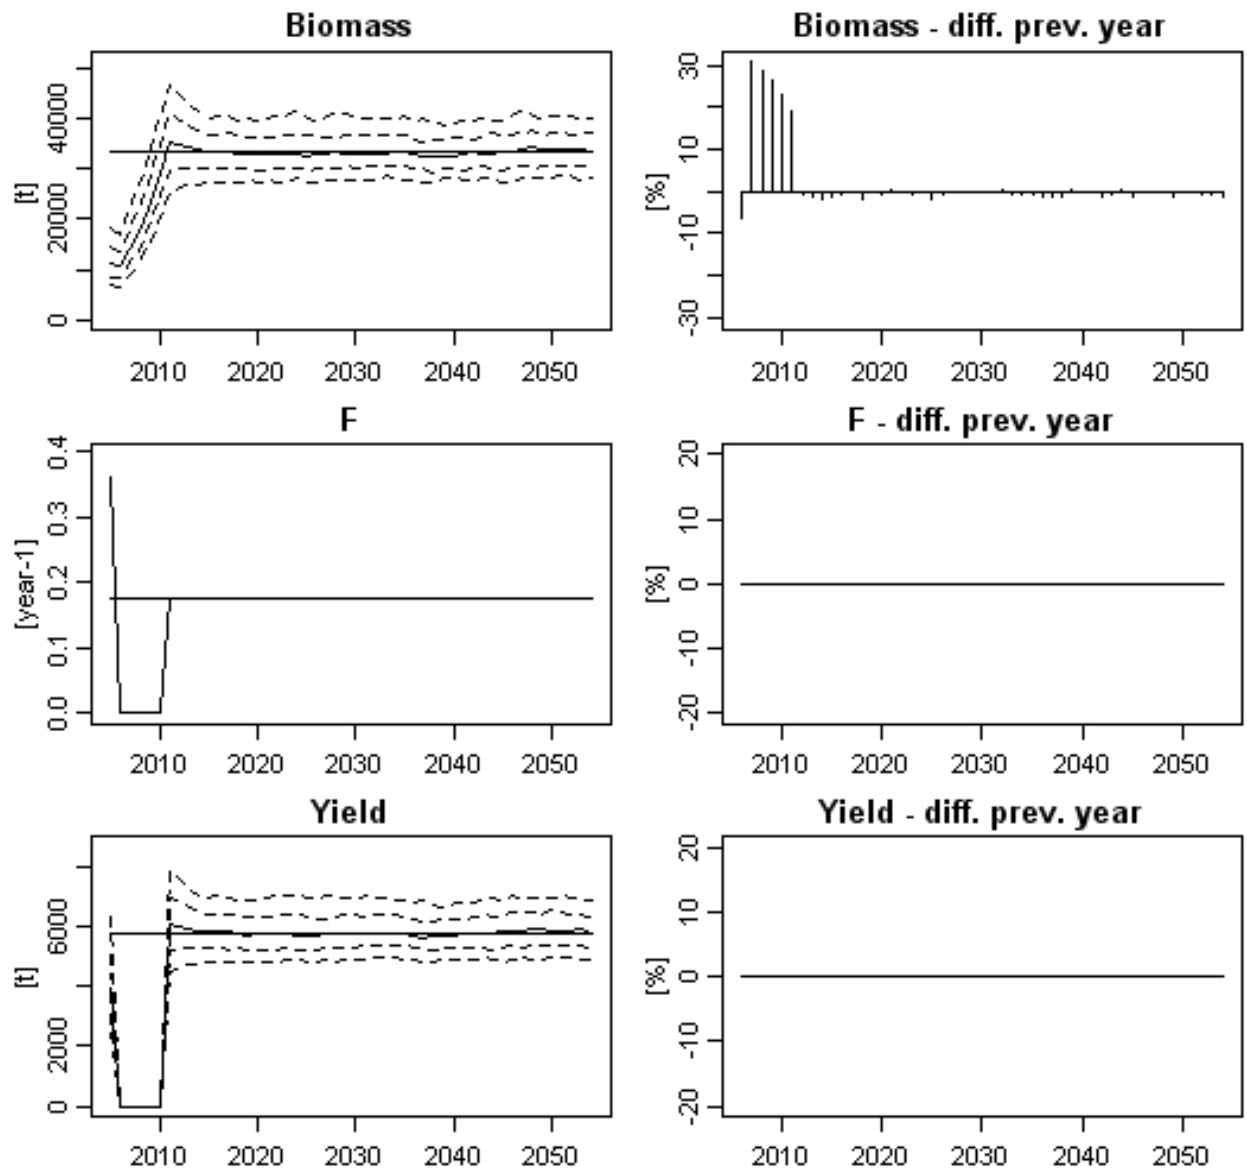 Biomass
Biomass - diff. prev. year
[t]
0 20000 40000
2010 2020 2030 2040 2050
[%]
-30 -10 10 30
2010 2020 2030 2040 2050
F
F - diff. prev. year
[year-1]
0.0 0.1 0.2 0.3 0.4
2010 2020 2030 2040 2050
[%]
-20 -10 0 10 20
2010 2020 2030 2040 2050
Yield
Yield - diff. prev. year
[t]
0 2000 6000
2010 2020 2030 2040 2050
[%]
-20 -10 0 10 20
2010 2020 2030 2040 2050